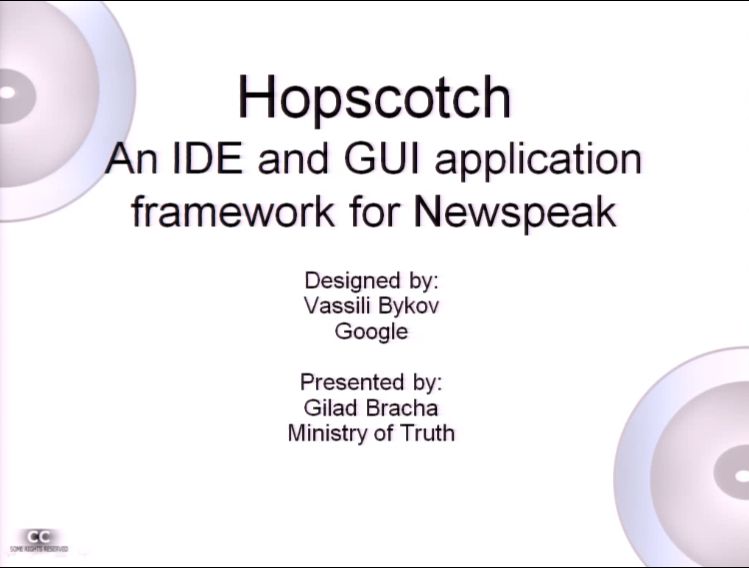 Hopscotch
An IDE and GUI application
framework for Newspeak
Designed by:
Vassili Bykov
Google
Presented by:
Gilad Bracha
Ministry of Truth
CC
SOME RIGHTS RESERVED